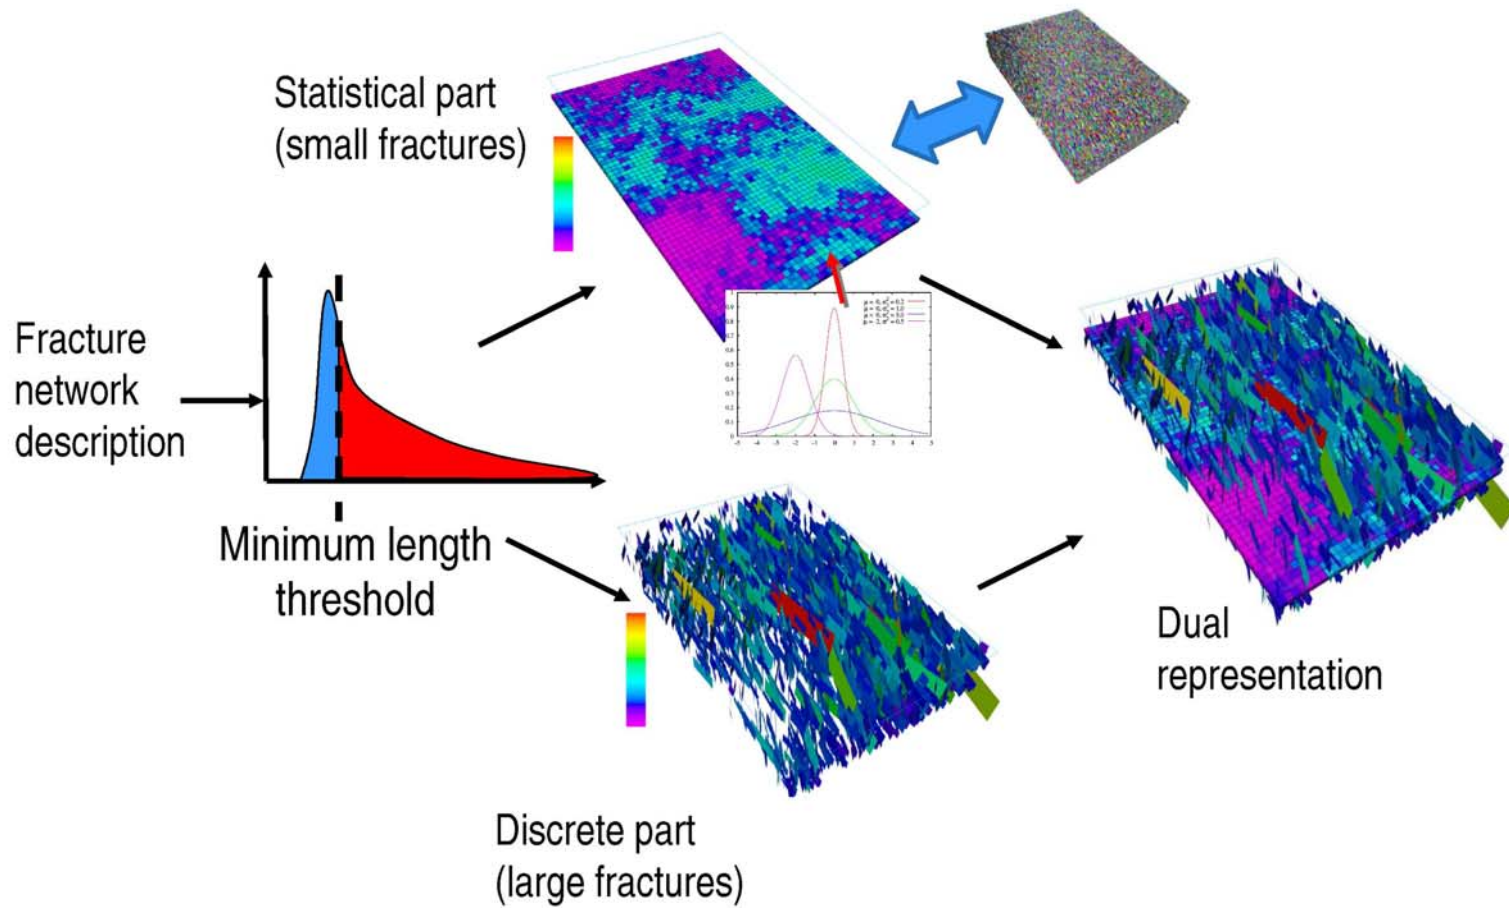 Statistical part
(small fractures)
Fracture
network
description
Minimum length
threshold
Discrete part
(large fractures)
Dual
representation